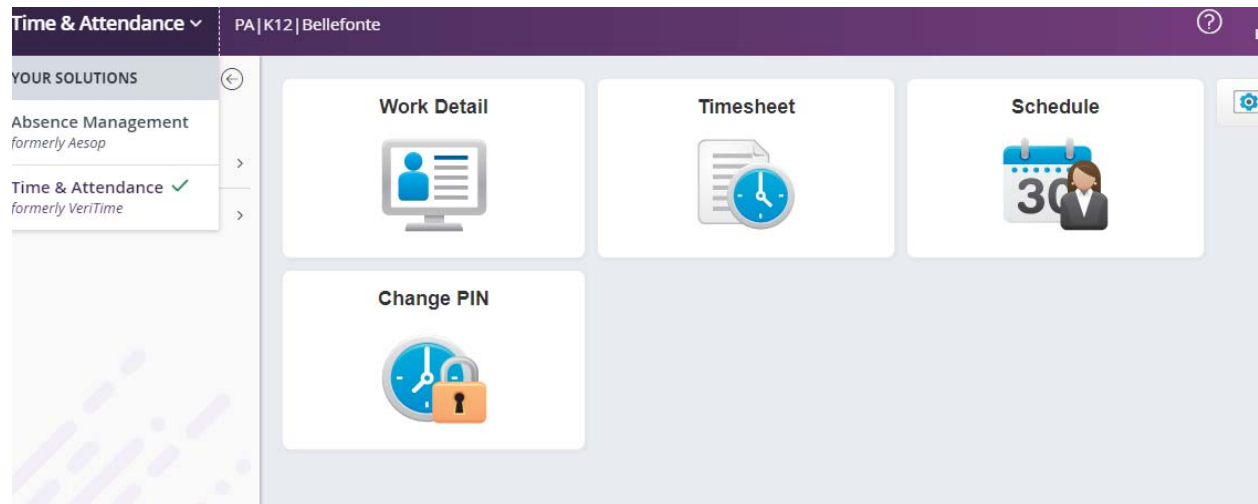 Time & Attendance
PA|K12|Bellefonte
?
YOUR SOLUTIONS
Absence Management
formerly Aesop
Time & Attendance
formerly VeriTime
Work Detail
Timesheet
Schedule
30
Change PIN